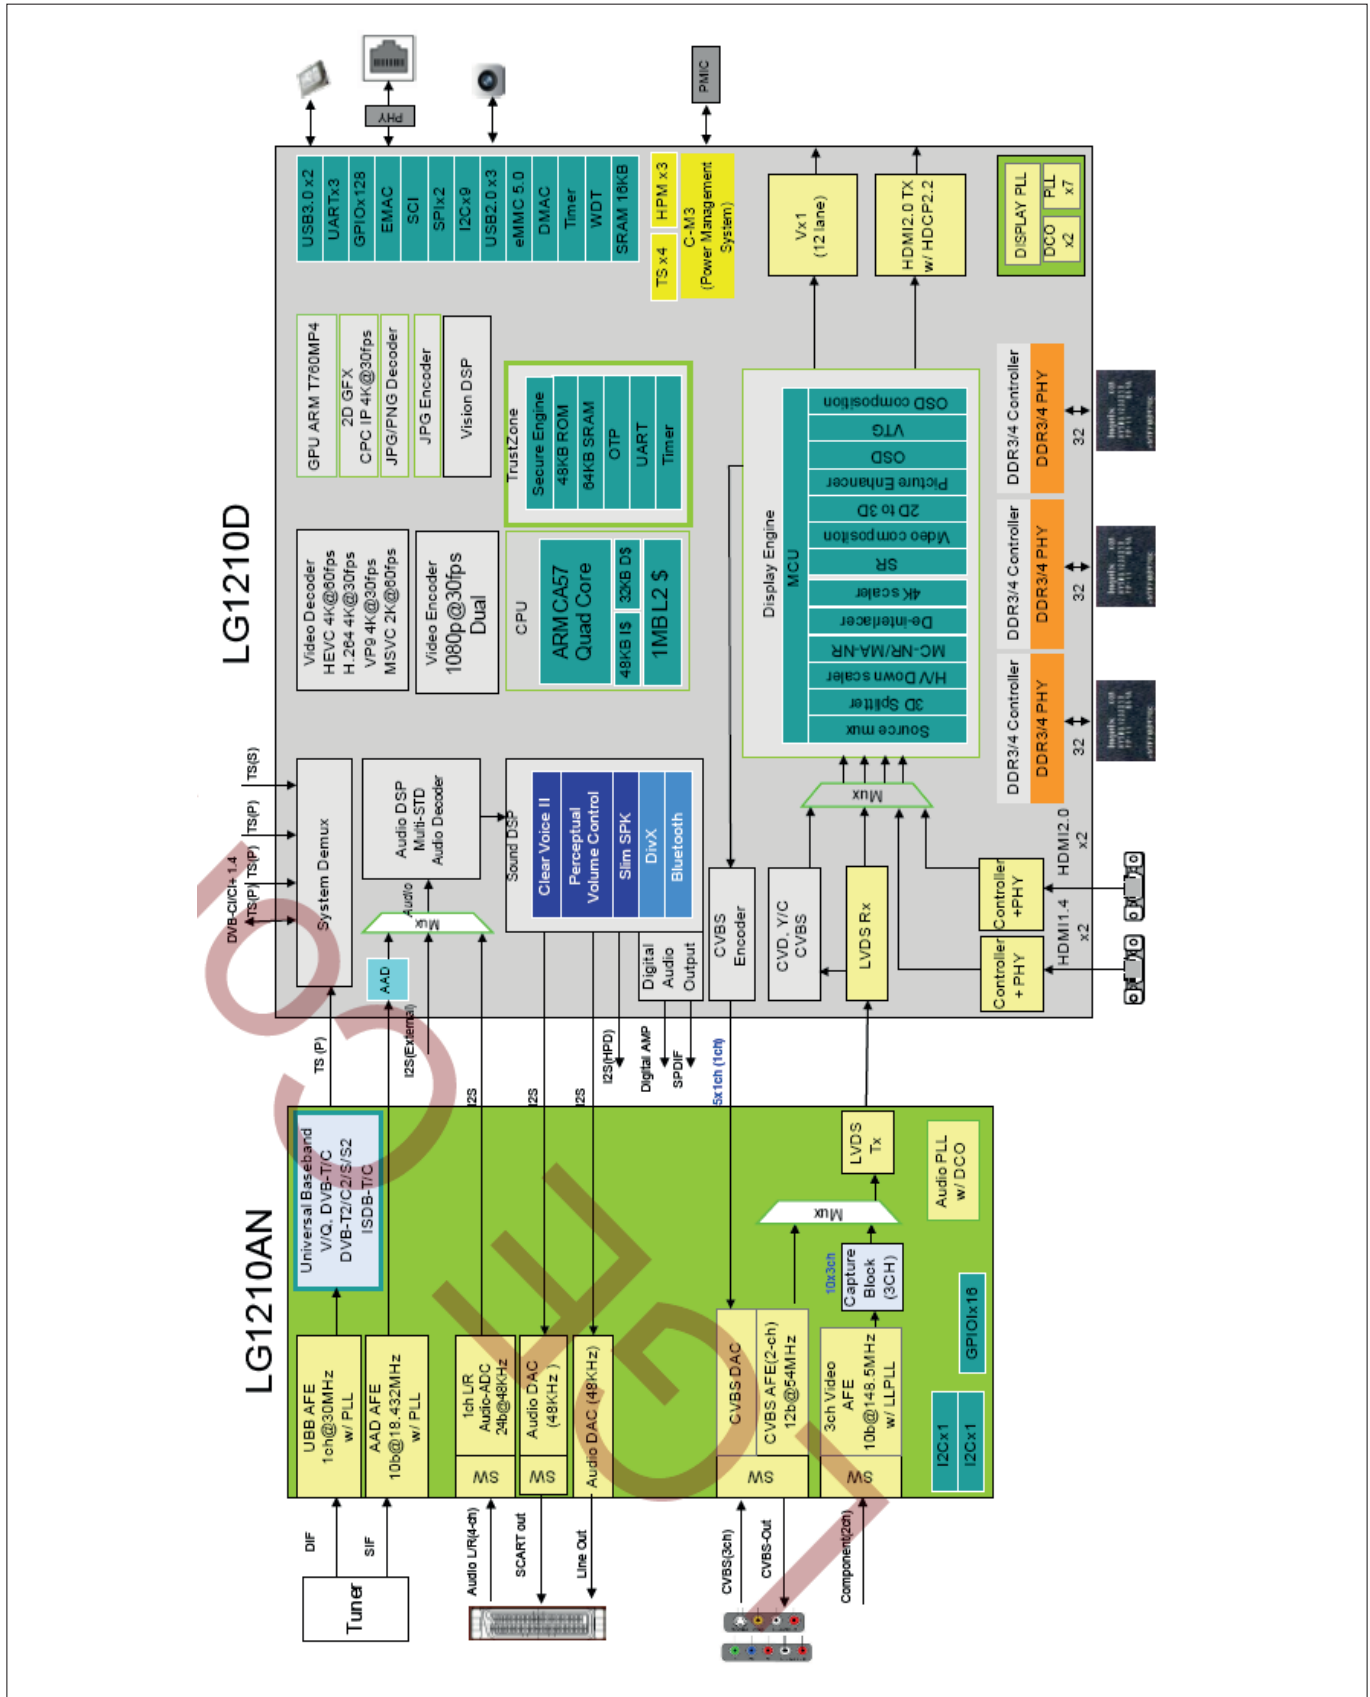 LG1210AN
LG1210D
Tuner
DIF
SIF
Audio L/R(4-ch)
SCART out
Line Out
CVBS(3ch)
CVBS-Out
Component(2ch)
UBB AFE
1ch@30MHz
w/ PLL
AAD AFE
10b@18.432MHz
w/ PLL
SW
1ch L/R
Audio-ADC
24b@48KHz
SW
Audio DAC
(48KHz )
Audio DAC (48KHz)
SW
CVBS DAC
CVBS AFE(2-ch)
12b@54MHz
SW
3ch Video
AFE
10b@148.5MHz
w/ LLPLL
I2Cx1
I2Cx1
GPIOx16
Universal Baseband
V/Q, DVB-T/C
DVB-T2/C2/S/S2
ISDB-T/C
10x3ch
Capture
Block
(3CH)
Mux
LVDS
Tx
Audio PLL
w/ DCO
TS (P)
I2S(External)
I2S
I2S
I2S
I2S(HPD)
Digital AMP
SPDIF
5x1ch (1ch)
DVB-CI/CI+ 1.4
TS(P)
TS(P)
TS(P)
TS(S)
System Demux
AAD
Mux
Audio
Audio DSP
Multi-STD
Audio Decoder
Sound DSP
Clear Voice II
Perceptual
Volume Control
Slim SPK
DivX
Bluetooth
Digital
Audio
Output
CVBS
Encoder
CVD, Y/C
CVBS
LVDS Rx
Mux
Controller
+ PHY
Controller
+PHY
HDMI1.4
x2
HDMI2.0
x2
Video Decoder
HEVC 4K@60fps
H.264 4K@30fps
VP9 4K@30fps
MSVC 2K@60fps
Video Encoder
1080p@30fps
Dual
CPU
ARM CA57
Quad Core
48KB I$
32KB D$
1MB L2 $
GPU ARM T760MP4
2D GFX
CPC IP 4K@30fps
JPG/PNG Decoder
JPG Encoder
Vision DSP
TrustZone
Secure Engine
48KB ROM
64KB SRAM
OTP
UART
Timer
Display Engine
MCU
Source mux
3D Splitter
H/V Down scaler
MC-NR/MA-NR
De-interlacer
4K scaler
SR
Video compositon
2D to 3D
Picture Enhancer
OSD
VTG
OSD composition
DDR3/4 Controller
DDR3/4 PHY
32
DDR3/4 Controller
DDR3/4 PHY
32
DDR3/4 Controller
DDR3/4 PHY
32
USB3.0 x2
UARTx3
GPIOx128
EMAC
SCI
SPIx2
I2Cx9
USB2.0 x3
eMMC 5.0
DMAC
Timer
WDT
SRAM 16KB
TS x4
HPM x3
C-M3
(Power Management
System)
Vx1
(12 lane)
HDMI2.0 TX
w/ HDCP2.2
DISPLAY PLL
DCO
x2
PLL
x7
PHY
PMIC